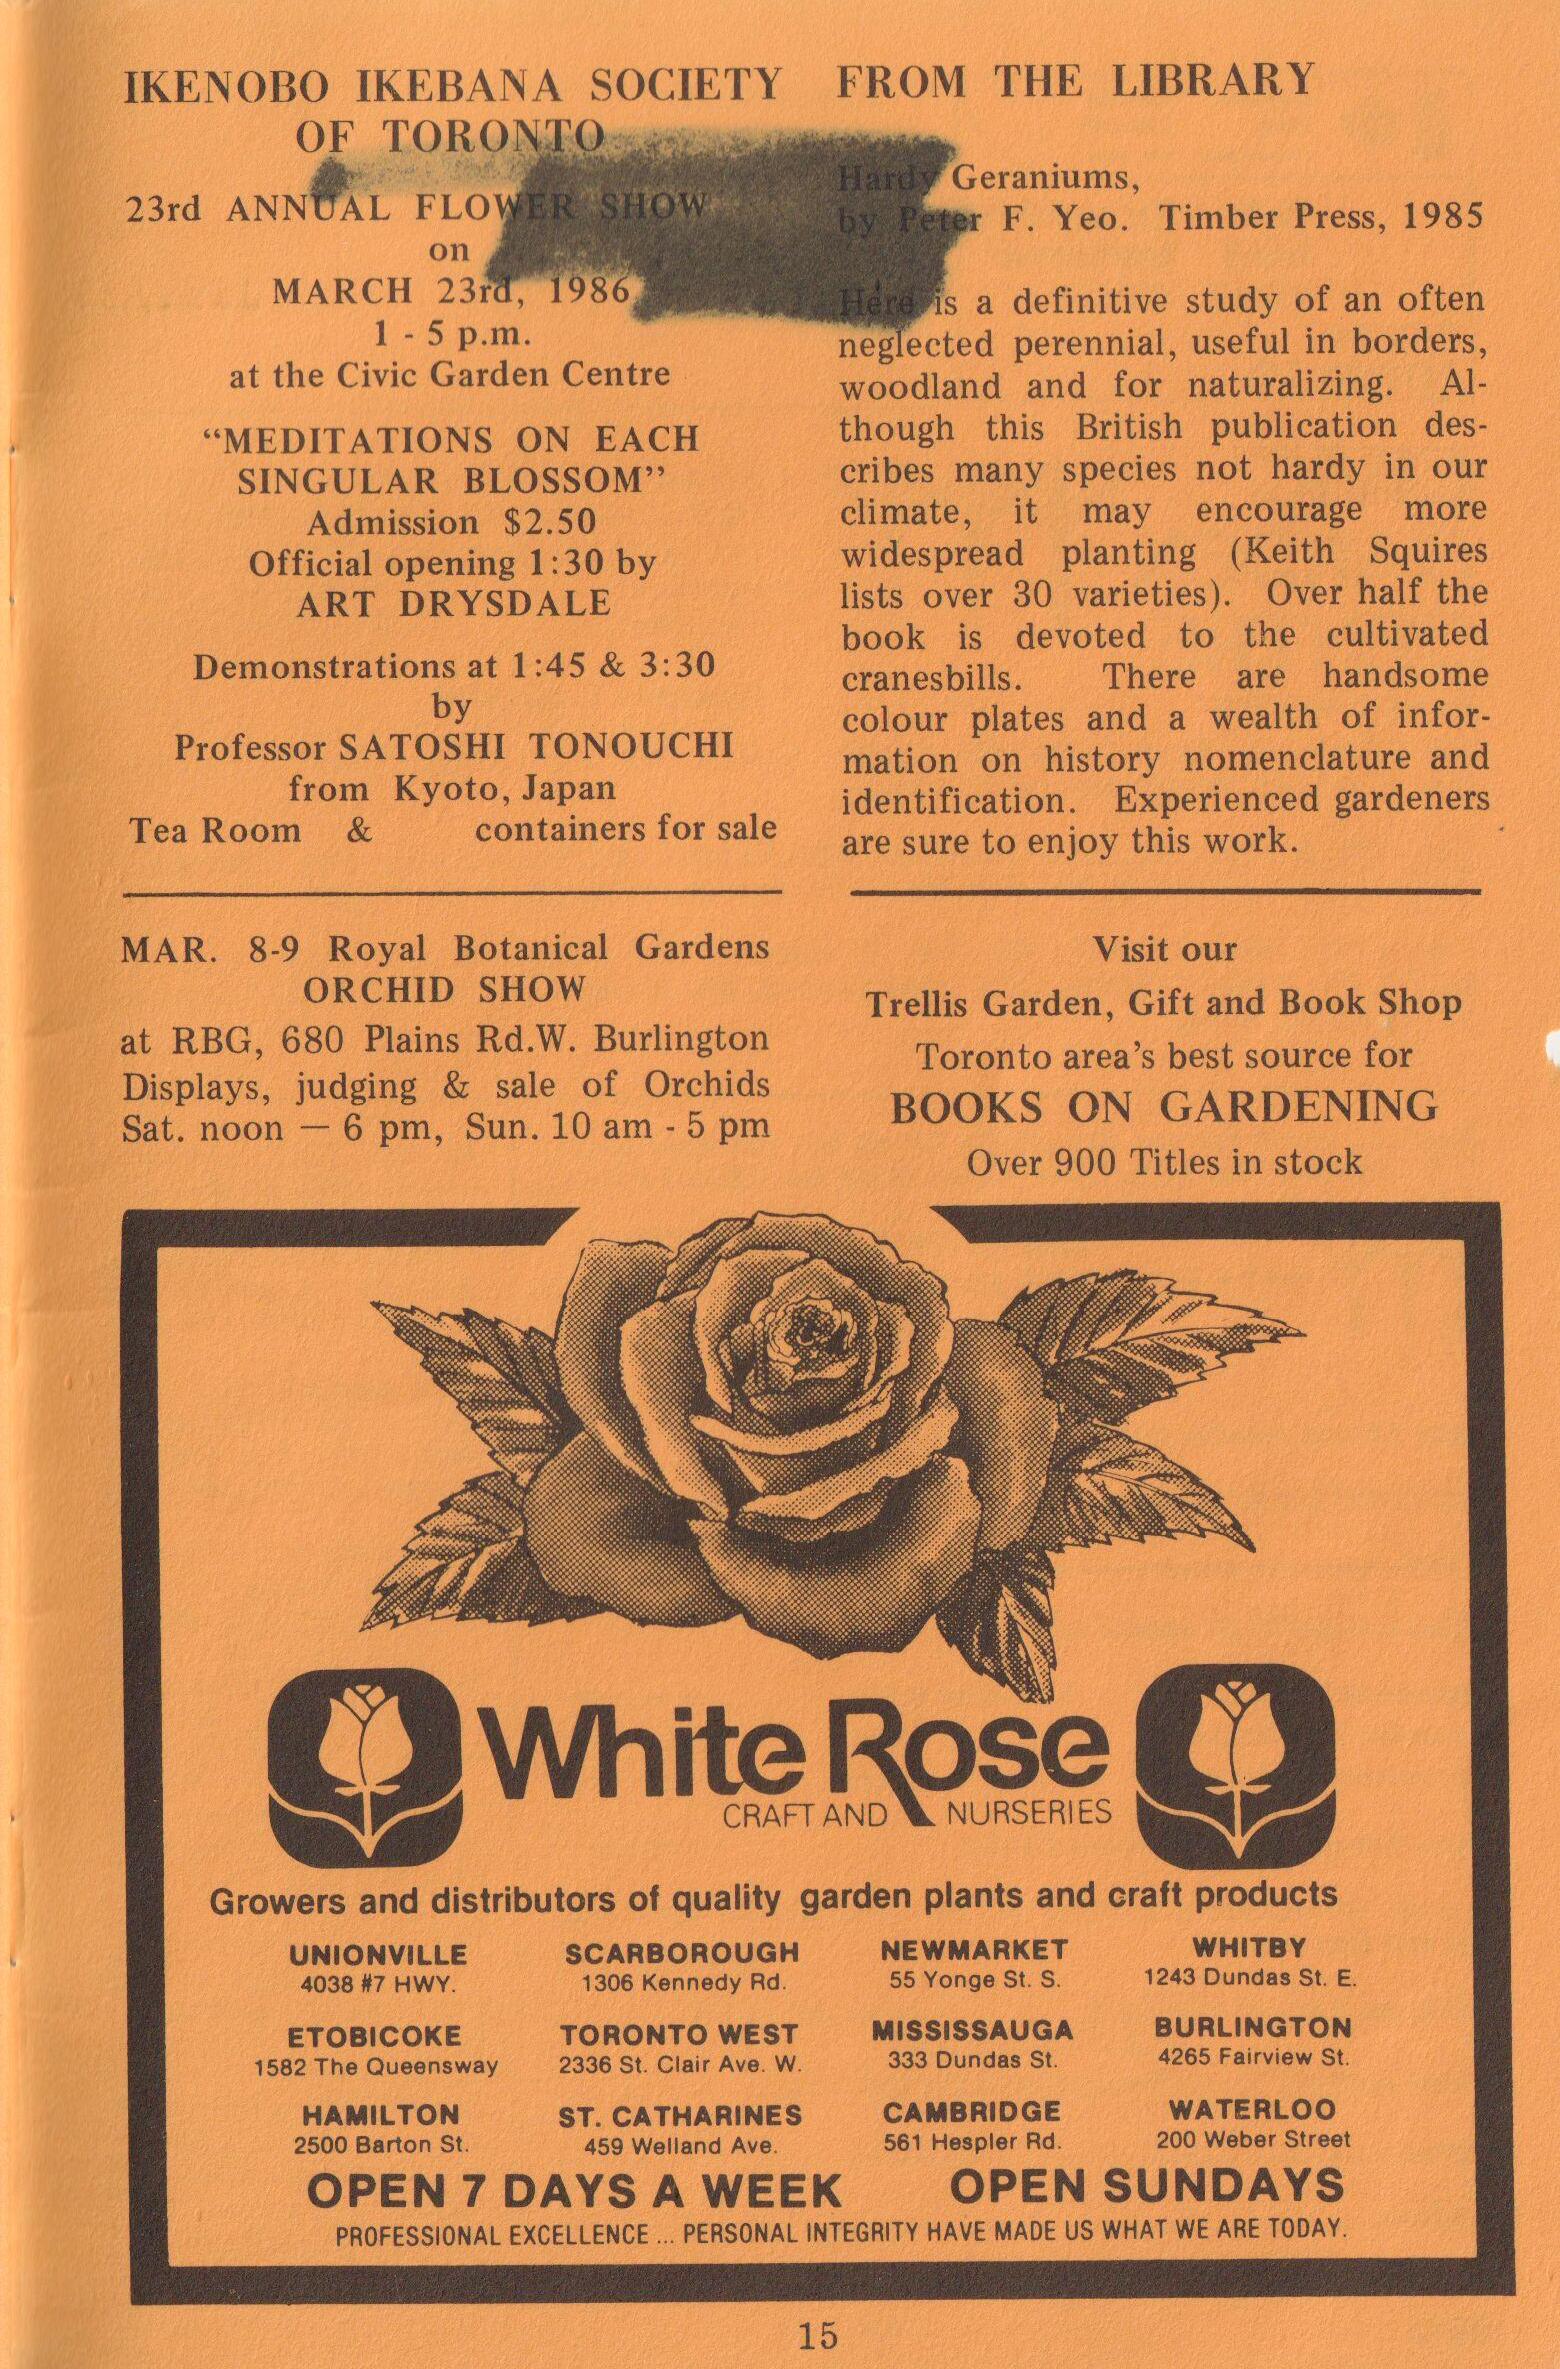 IKENOBO IKEBANA SOCIETY
OF TORONTO
23rd ANNUAL FLOWER SHOW
on
MARCH 23rd, 1986
1 - 5 p.m.
at the Civic Garden Centre
“MEDITATIONS ON EACH
SINGULAR BLOSSOM”
Admission $2.50
Official opening 1:30 by
ART DRYSDALE
Demonstrations at 1:45 & 3:30
by
Professor SATOSHI TONOUCHI
from Kyoto, Japan
Tea Room & containers for sale
MAR. 8-9 Royal Botanical Gardens
ORCHID SHOW
at RBG, 680 Plains Rd.W. Burlington
Displays, judging & sale of Orchids
Sat. noon — 6 pm, Sun. 10 am - 5 pm
FROM THE LIBRARY
Hardy Geraniums,
by Peter F. Yeo. Timber Press, 1985
Here is a definitive study of an often
neglected perennial, useful in borders,
woodland and for naturalizing. Al-
though this British publication des-
cribes many species not hardy in our
climate, it may encourage more
widespread planting (Keith Squires
lists over 30 varieties). Over half the
book is devoted to the cultivated
cranesbills. There are handsome
colour plates and a wealth of infor-
mation on history nomenclature and
identification. Experienced gardeners
are sure to enjoy this work.
Visit our
Trellis Garden, Gift and Book Shop
Toronto area’s best source for
BOOKS ON GARDENING
Over 900 Titles in stock
White Rose
CRAFT AND NURSERIES
Growers and distributors of quality garden plants and craft products
UNIONVILLE SCARBOROUGH NEWMARKET WHITBY
4038 #7 HWY. 1306 Kennedy Rd. 55 Yonge St. S. 1243 Dundas St. E.
ETOBICOKE TORONTO WEST MISSISSAUGA BURLINGTON
1582 The Queensway 2336 St. Clair Ave. W. 333 Dundas St. 4265 Fairview St.
HAMILTON ST. CATHARINES CAMBRIDGE WATERLOO
2500 Barton St. 459 Welland Ave. 561 Hespler Rd. 200 Weber Street
OPEN 7 DAYS A WEEK OPEN SUNDAYS
PROFESSIONAL EXCELLENCE ... PERSONAL INTEGRITY HAVE MADE US WHAT WE ARE TODAY.
15